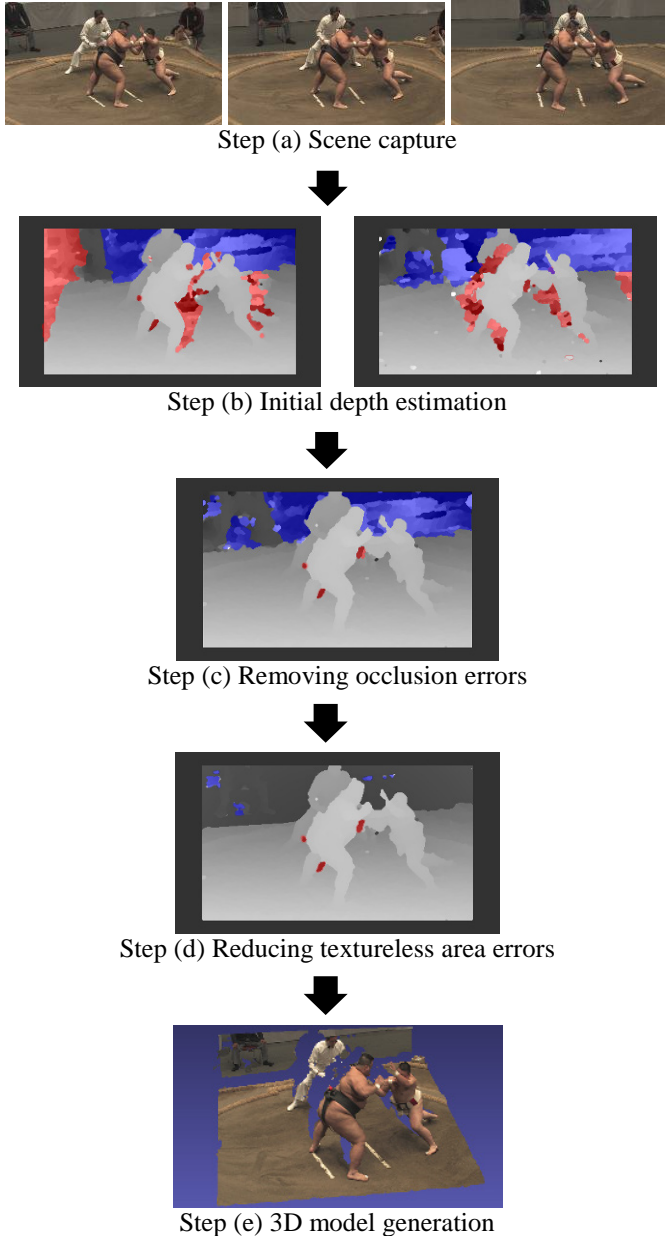 Step (a) Scene capture
Step (b) Initial depth estimation
Step (c) Removing occlusion errors
Step (d) Reducing textureless area errors
Step (e) 3D model generation